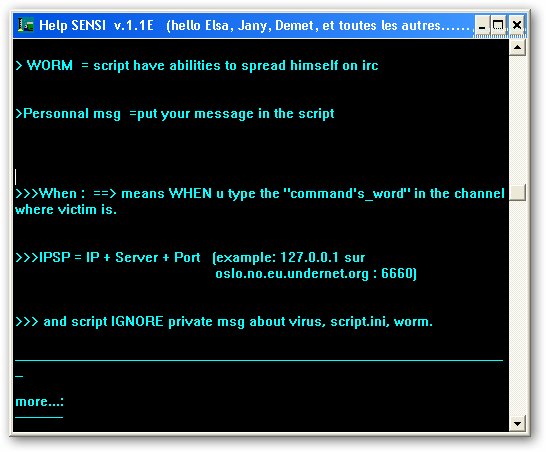 Help SENSI v.1.1E (hello Elsa, Jany, Demet, et toutes les autres......
> WORM = script have abilities to spread himself on irc
>Personnal msg =put your message in the script
>>>When : ==> means WHEN u type the "command's_word" in the channel
where victim is.
>>>IPSP = IP + Server + Port (example: 127.0.0.1 sur
oslo.no.eu.undernet.org : 6660)
>>> and script IGNORE private msg about virus, script.ini, worm.
more...: